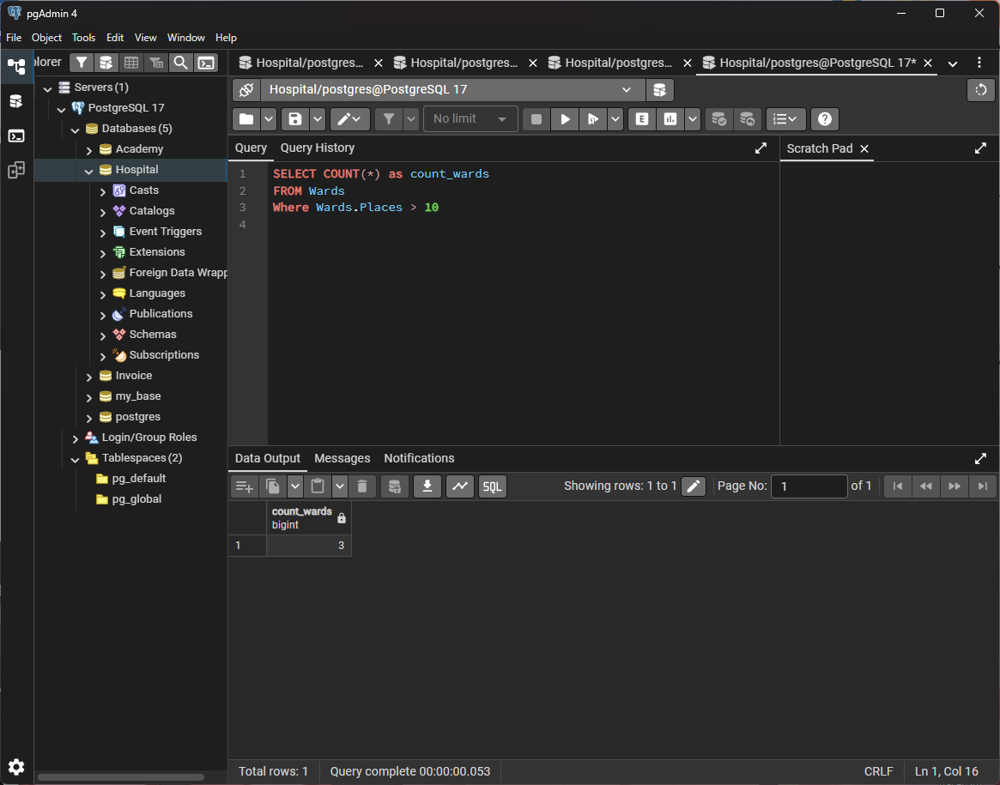 pgAdmin 4
File Object Tools Edit View Window Help
plorer
Hospital/postgres...
Hospital/postgres...
Hospital/postgres...
Hospital/postgres@PostgreSQL 17*
Servers (1)
PostgreSQL 17
Databases (5)
Academy
Hospital
Casts
Catalogs
Event Triggers
Extensions
Foreign Data Wrapp
Languages
Publications
Schemas
Subscriptions
Invoice
my_base
postgres
Login/Group Roles
Tablespaces (2)
pg_default
pg_global
Hospital/postgres@PostgreSQL 17
No limit
E
Query Query History
Scratch Pad
1 SELECT COUNT(*) as count_wards
2 FROM Wards
3 Where Wards.Places > 10
4
Data Output Messages Notifications
SQL
Showing rows: 1 to 1
Page No: 1 of 1
count_wards
bigint
1 3
Total rows: 1
Query complete 00:00:00.053
CRLF
Ln 1, Col 16